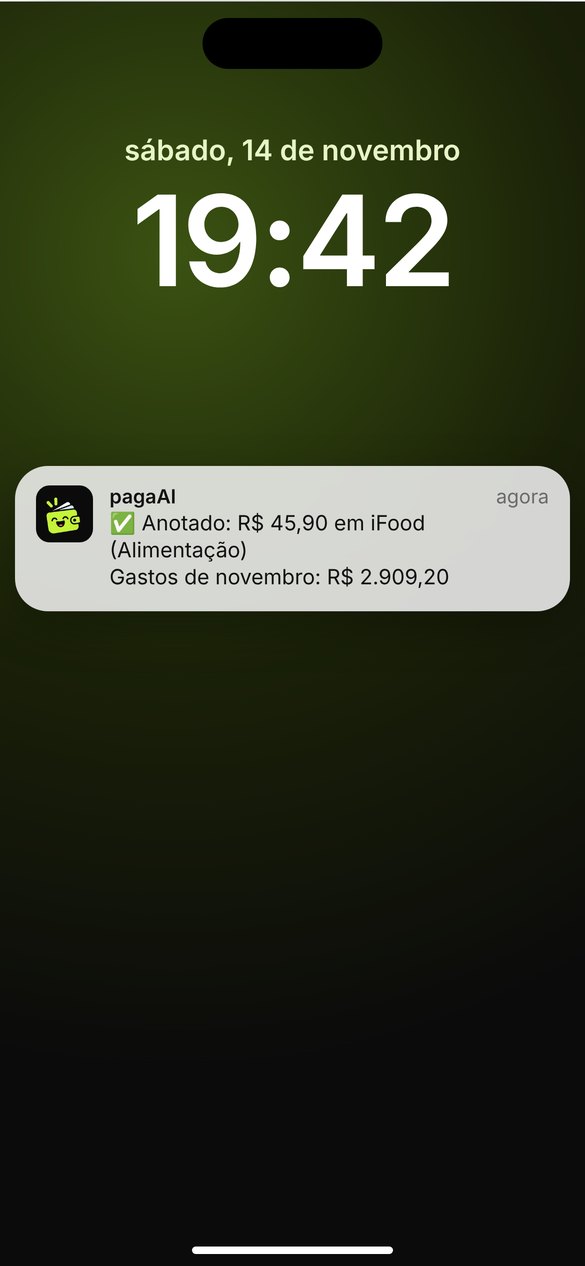 sábado, 14 de novembro
19:42
pagaAI
agora
✅ Anotado: R$ 45,90 em iFood
(Alimentação)
Gastos de novembro: R$ 2.909,20